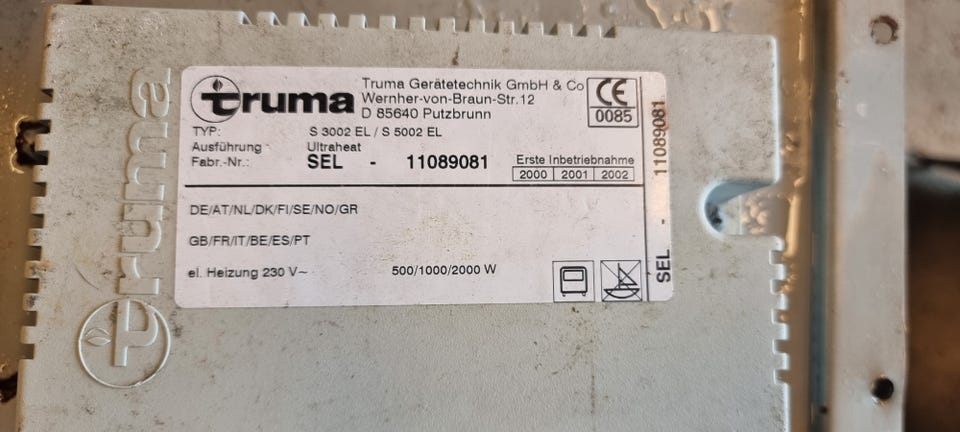 truma
truma
Truma Gerätetechnik GmbH & Co
Wernher-von-Braun-Str.12
D 85640 Putzbrunn
CE
0085
TYP: S 3002 EL / S 5002 EL
Ausführung Ultraheat
Fabr.-Nr.: SEL - 11089081
Erste Inbetriebnahme
2000 2001 2002
DE/AT/NL/DK/FI/SE/NO/GR
GB/FR/IT/BE/ES/PT
el. Heizung 230 V~ 500/1000/2000 W
SEL - 11089081